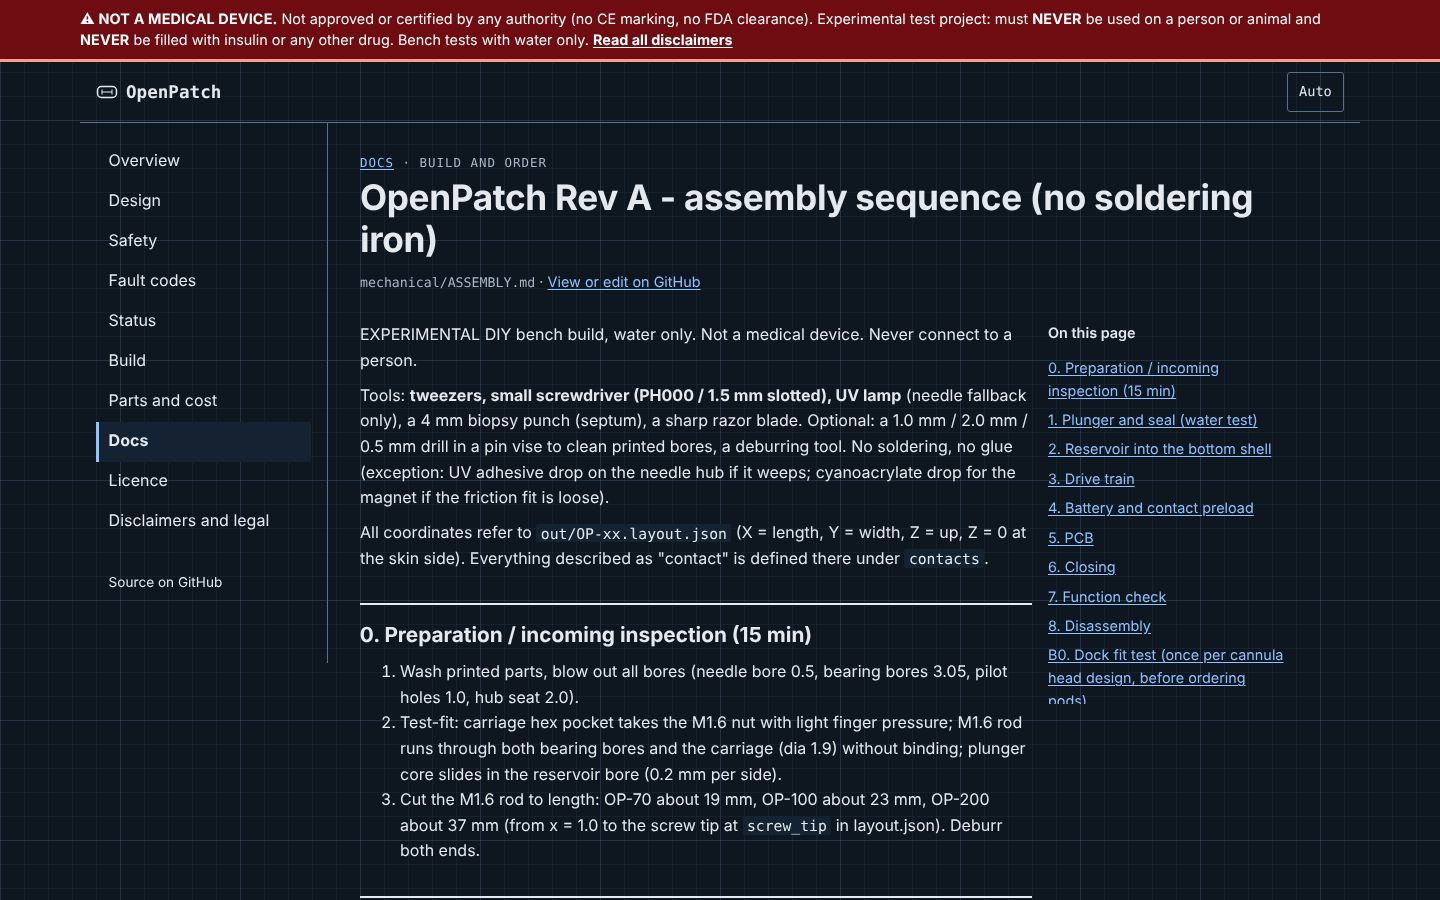 ⚠ NOT A MEDICAL DEVICE. Not approved or certified by any authority (no CE marking, no FDA clearance). Experimental test project: must NEVER be used on a person or animal and
NEVER be filled with insulin or any other drug. Bench tests with water only. Read all disclaimers
OpenPatch
Auto
Overview
Design
Safety
Fault codes
Status
Build
Parts and cost
Docs
Licence
Disclaimers and legal
Source on GitHub
DOCS · BUILD AND ORDER
OpenPatch Rev A - assembly sequence (no soldering
iron)
mechanical/ASSEMBLY.md · View or edit on GitHub
EXPERIMENTAL DIY bench build, water only. Not a medical device. Never connect to a
person.
Tools: tweezers, small screwdriver (PH000 / 1.5 mm slotted), UV lamp (needle fallback
only), a 4 mm biopsy punch (septum), a sharp razor blade. Optional: a 1.0 mm / 2.0 mm /
0.5 mm drill in a pin vise to clean printed bores, a deburring tool. No soldering, no glue
(exception: UV adhesive drop on the needle hub if it weeps; cyanoacrylate drop for the
magnet if the friction fit is loose).
All coordinates refer to out/OP-xx.layout.json (X = length, Y = width, Z = up, Z = 0 at
the skin side). Everything described as "contact" is defined there under contacts.
0. Preparation / incoming inspection (15 min)
1. Wash printed parts, blow out all bores (needle bore 0.5, bearing bores 3.05, pilot
holes 1.0, hub seat 2.0).
2. Test-fit: carriage hex pocket takes the M1.6 nut with light finger pressure; M1.6 rod
runs through both bearing bores and the carriage (dia 1.9) without binding; plunger
core slides in the reservoir bore (0.2 mm per side).
3. Cut the M1.6 rod to length: OP-70 about 19 mm, OP-100 about 23 mm, OP-200
about 37 mm (from x = 1.0 to the screw tip at screw_tip in layout.json). Deburr
both ends.
On this page
0. Preparation / incoming
inspection (15 min)
1. Plunger and seal (water test)
2. Reservoir into the bottom shell
3. Drive train
4. Battery and contact preload
5. PCB
6. Closing
7. Function check
8. Disassembly
B0. Dock fit test (once per cannula
head design, before ordering
pods)